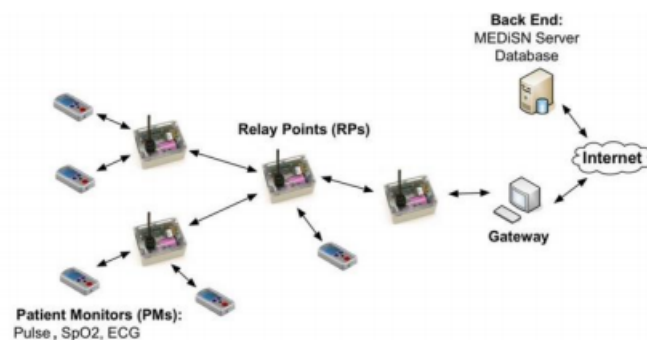 Back End:
MEDiSN Server
Database
Relay Points (RPs)
Internet
Gateway
Patient Monitors (PMs):
Pulse, SpO2, ECG